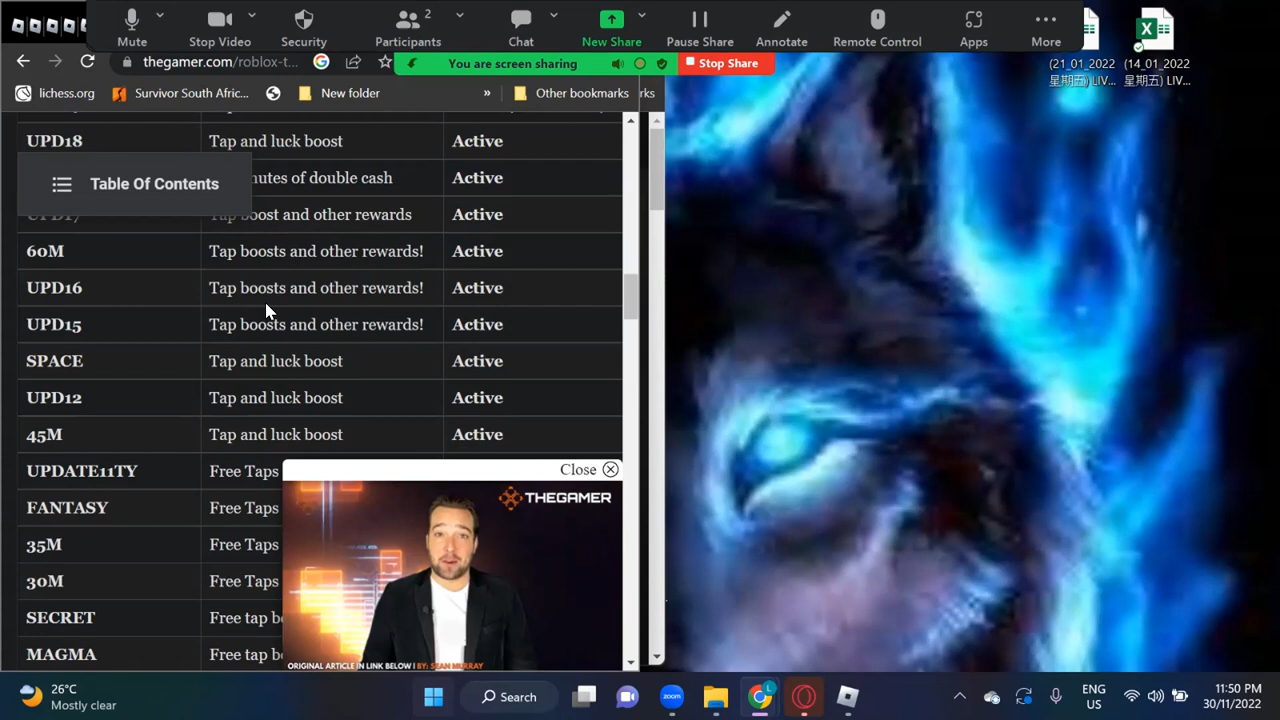 Mute
Stop Video
Security
Participants
2
Chat
New Share
Pause Share
Annotate
Remote Control
Apps
More
thegamer.com/roblox-t...
You are screen sharing
Stop Share
(21_01_2022
星期五) LIV...
(14_01_2022
星期五) LIV...
lichess.org
Survivor South Afric...
New folder
»
Other bookmarks
rks
UPD18 Tap and luck boost Active
Table Of Contents
nutes of double cash Active
Tap boost and other rewards Active
60M Tap boosts and other rewards! Active
UPD16 Tap boosts and other rewards! Active
UPD15 Tap boosts and other rewards! Active
SPACE Tap and luck boost Active
UPD12 Tap and luck boost Active
45M Tap and luck boost Active
UPDATE11TY Free Taps
Close
FANTASY Free Taps
THEGAMER
35M Free Taps
30M Free Taps
SECRET Free tap b
MAGMA Free tap b
ORIGINAL ARTICLE IN LINK BELOW | BY: SEAN MURRAY
26°C
Mostly clear
Search
zoom
L
ENG
US
11:50 PM
30/11/2022